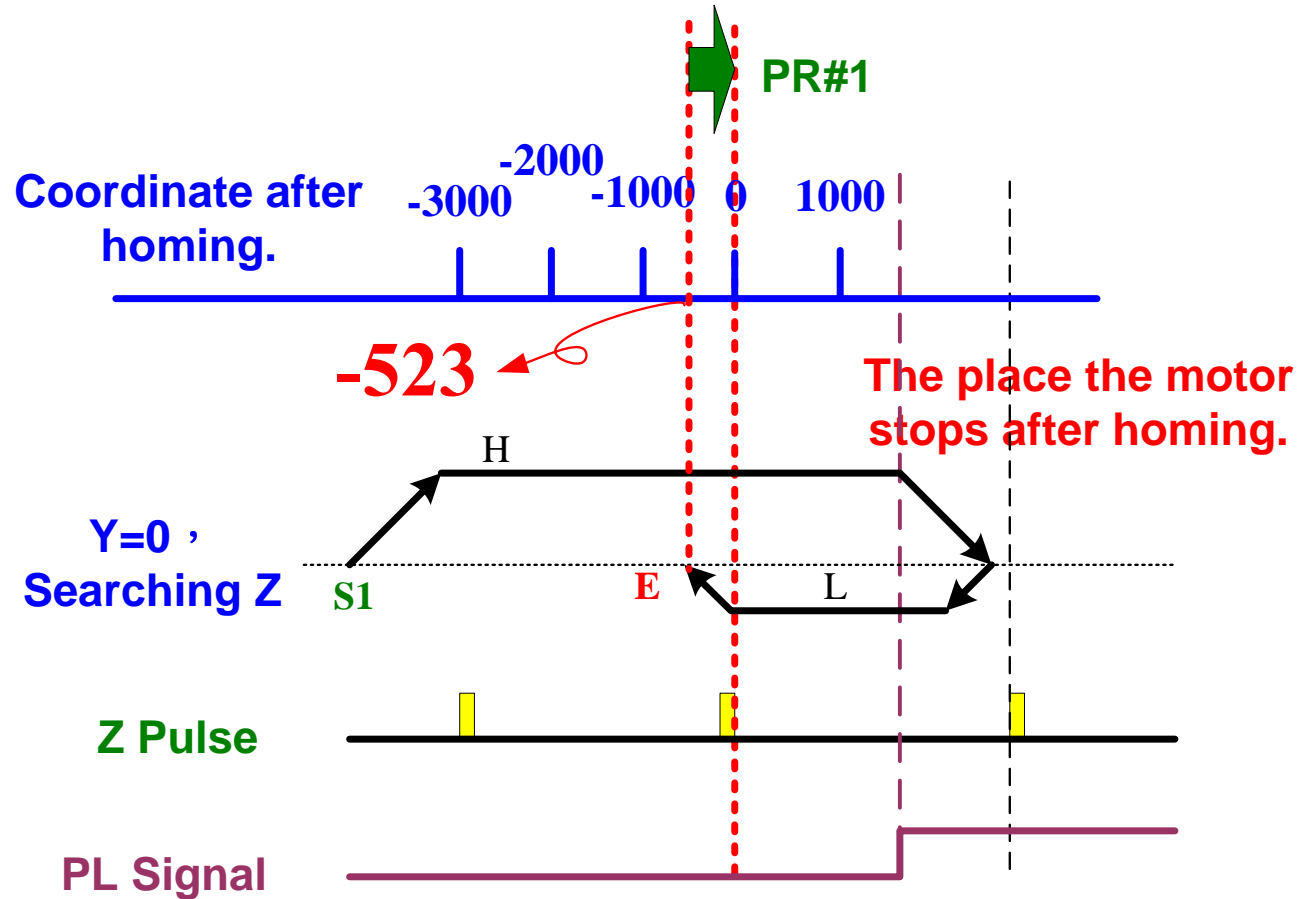 PR#1
Coordinate after
homing.
-3000
-2000
-1000
0
1000
-523
The place the motor
stops after homing.
H
Y=0，
Searching Z
S1
E
L
Z Pulse
PL Signal